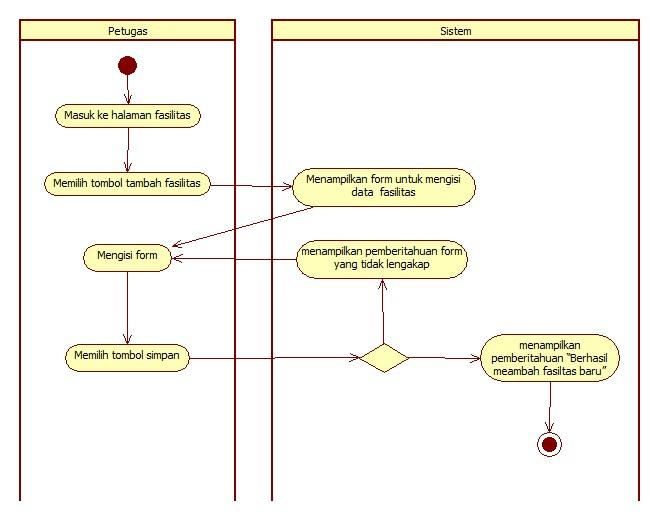 Petugas
Sistem
Masuk ke halaman fasilitas
Memilih tombol tambah fasilitas
Menampilkan form untuk mengisi
data fasilitas
Mengisi form
menampilkan pemberitahuan form
yang tidak lengakap
Memilih tombol simpan
menampilkan
pemberitahuan “Berhasil
meambah fasiltas baru”